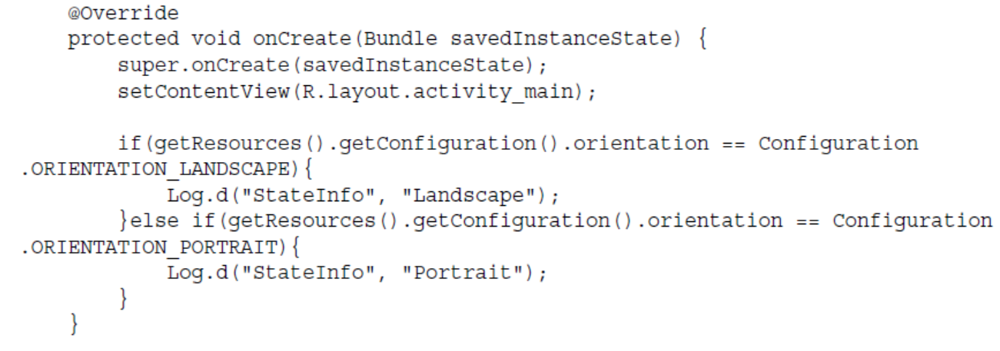 @Override
protected void onCreate(Bundle savedInstanceState) {
super.onCreate(savedInstanceState);
setContentView(R.layout.activity_main);
if(getResources().getConfiguration().orientation == Configuration
.ORIENTATION_LANDSCAPE){
Log.d("StateInfo", "Landscape");
}else if(getResources().getConfiguration().orientation == Configuration
.ORIENTATION_PORTRAIT){
Log.d("StateInfo", "Portrait");
}
}